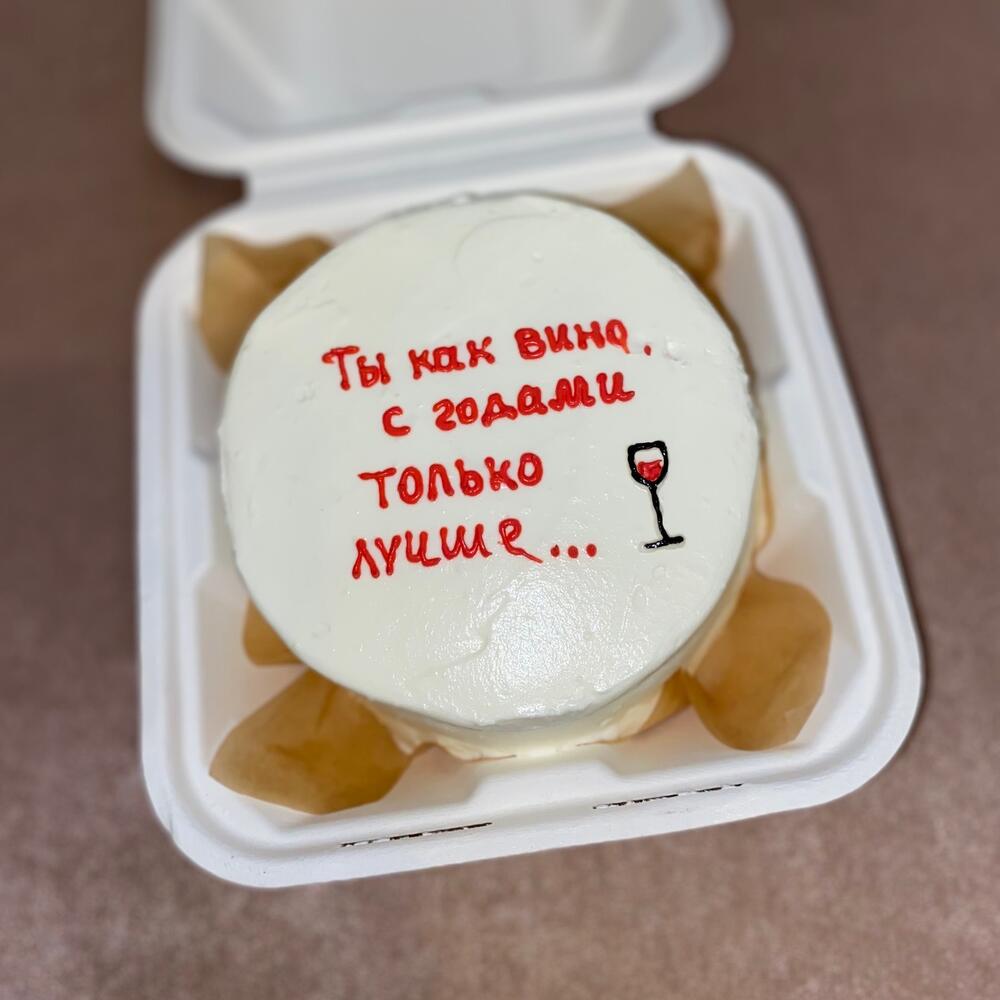 Ты как вино,
с годами
только
лучше...